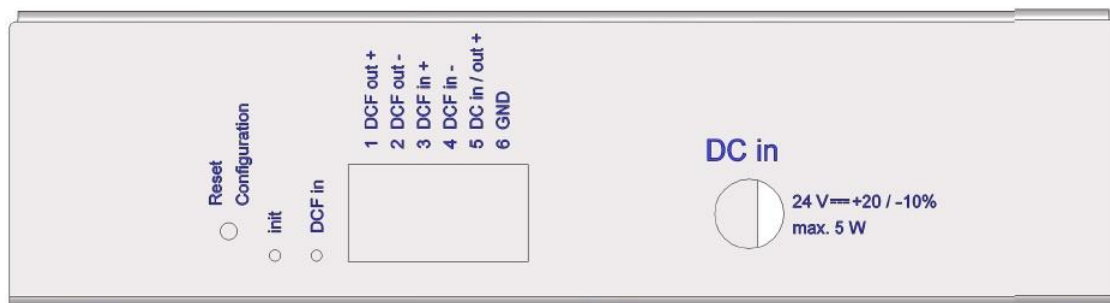 Reset
Configuration
init
DCF in
1 DCF out +
2 DCF out -
3 DCF in +
4 DCF in -
5 DC in / out +
6 GND
DC in
24 V⎓+20 / -10%
max. 5 W